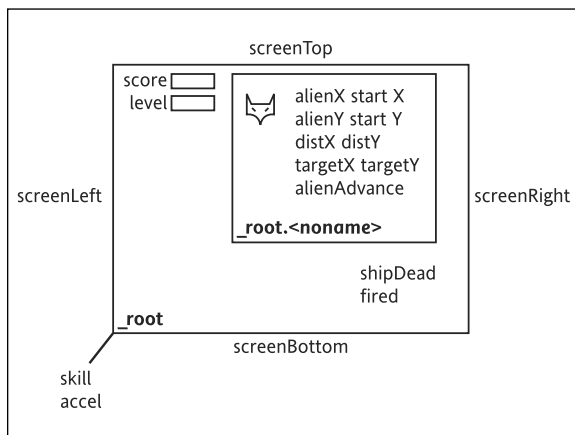 screenTop
score
level
alienX start X
alienY start Y
distX distY
targetX targetY
alienAdvance
_root.<noname>
screenLeft
screenRight
shipDead
fired
_root
screenBottom
skill
accel